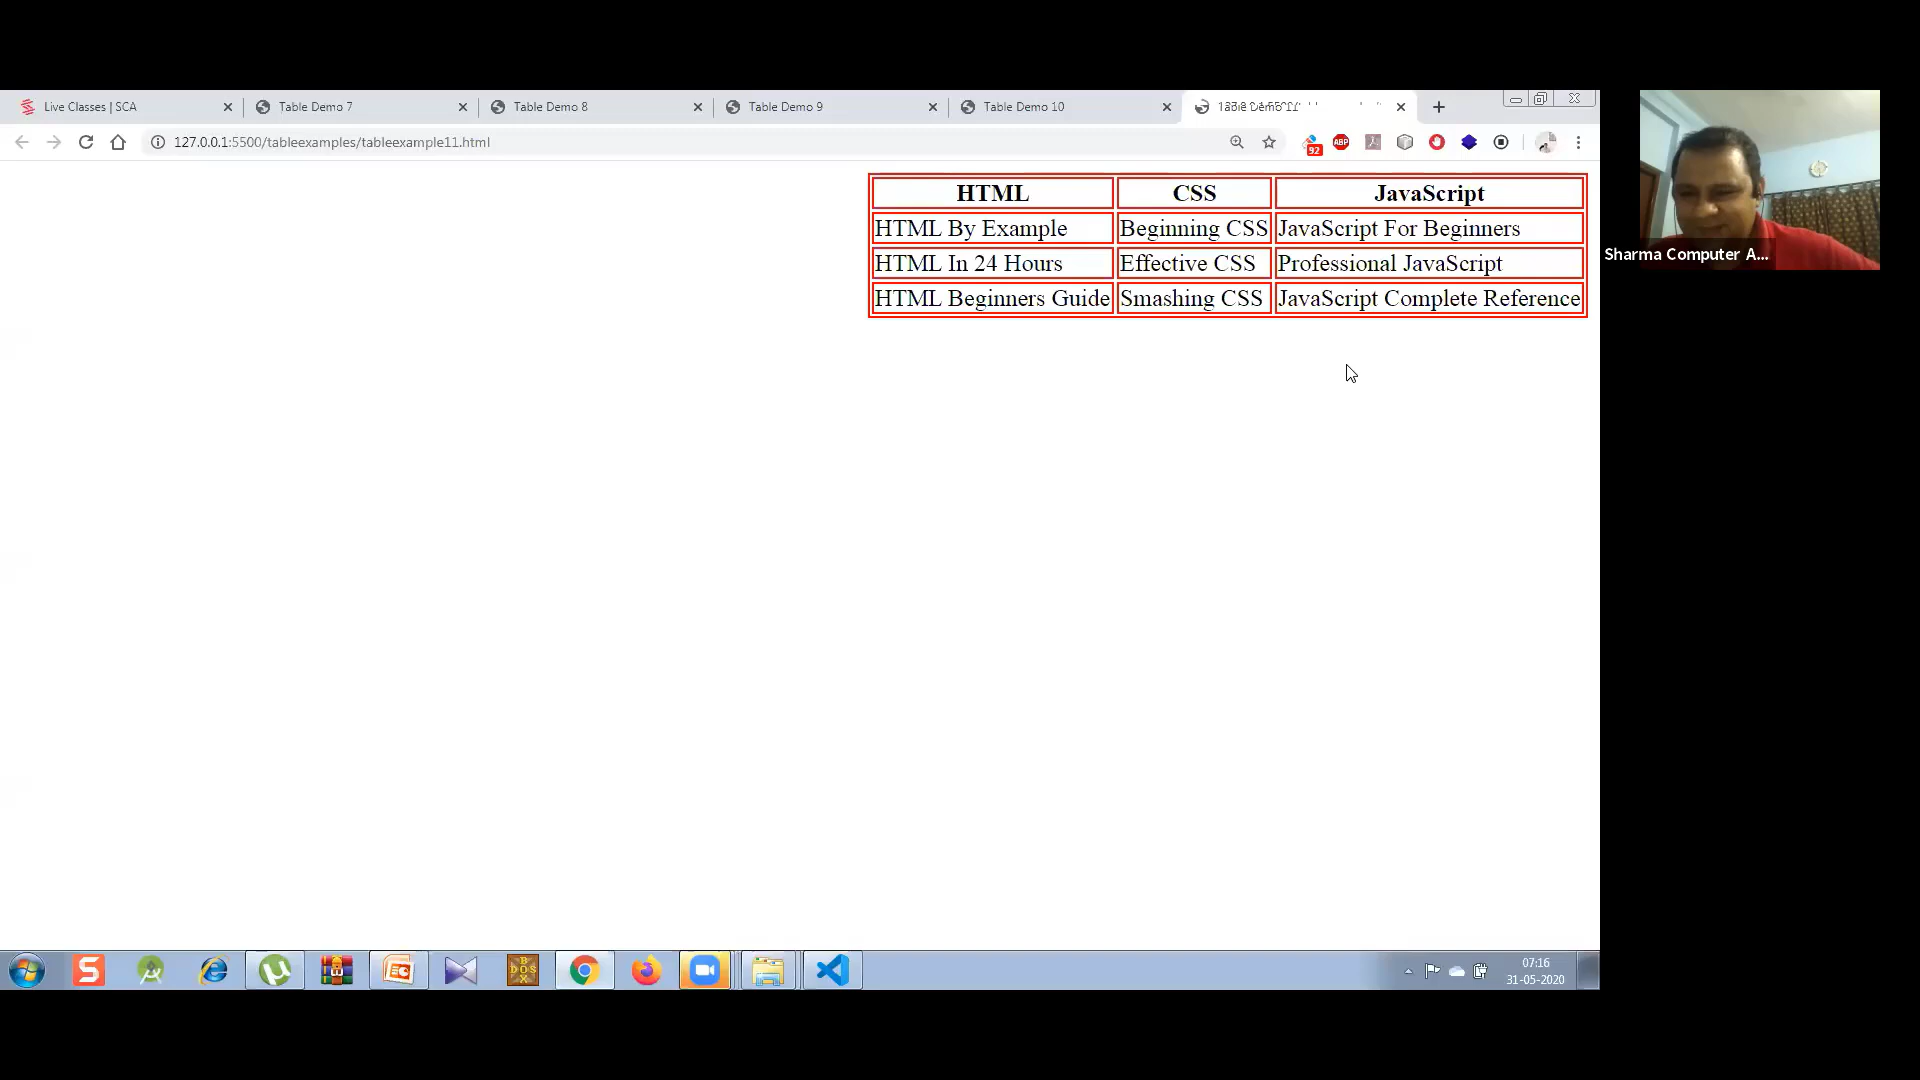 Live Classes | SCA
Table Demo 7
Table Demo 8
Table Demo 9
Table Demo 10
127.0.0.1:5500/tableexamples/tableexample11.html
92
ABP
HTML CSS JavaScript
HTML By Example Beginning CSS JavaScript For Beginners
HTML In 24 Hours Effective CSS Professional JavaScript
HTML Beginners Guide Smashing CSS JavaScript Complete Reference
Sharma Computer A...
S
DOS
07:16
31-05-2020